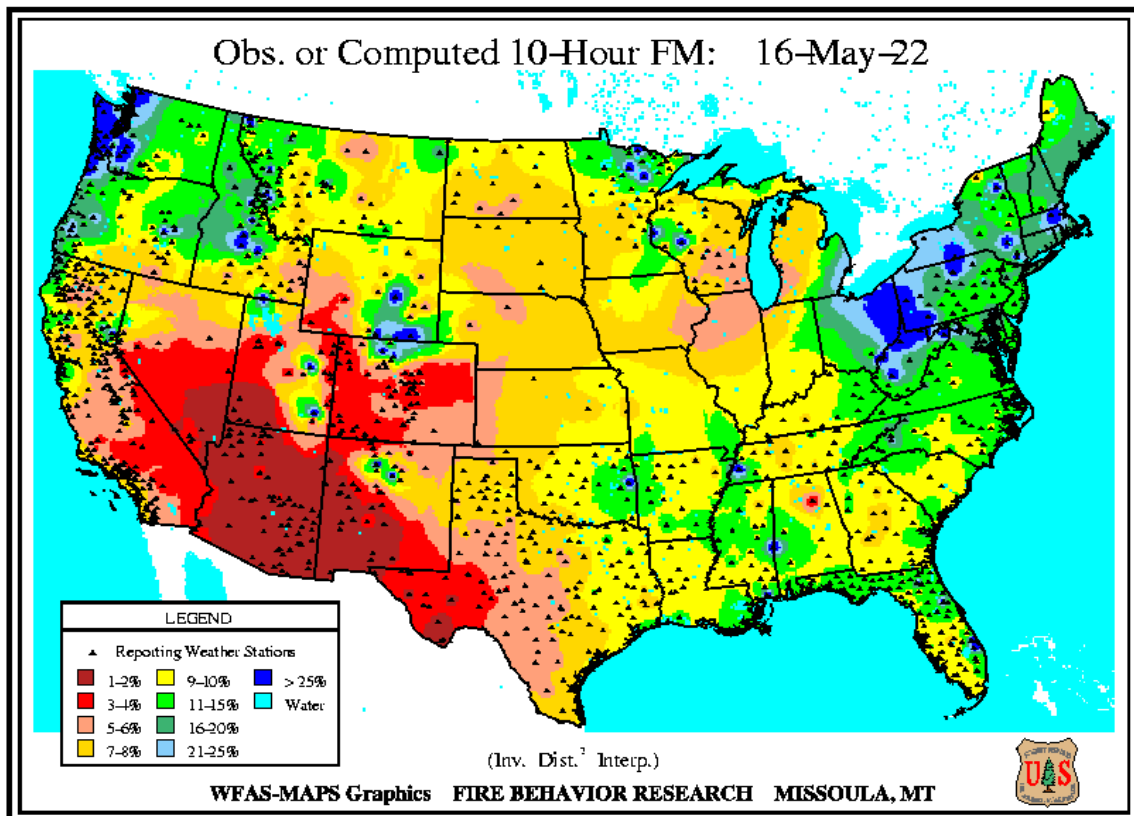 Obs. or Computed 10-Hour FM: 16-May-22
LEGEND
Reporting Weather Stations
1-2% 9-10% > 25%
3-4% 11-15% Water
5-6% 16-20%
7-8% 21-25%
(Inv. Dist.² Interp.)
WFAS-MAPS Graphics FIRE BEHAVIOR RESEARCH MISSOULA, MT
U S